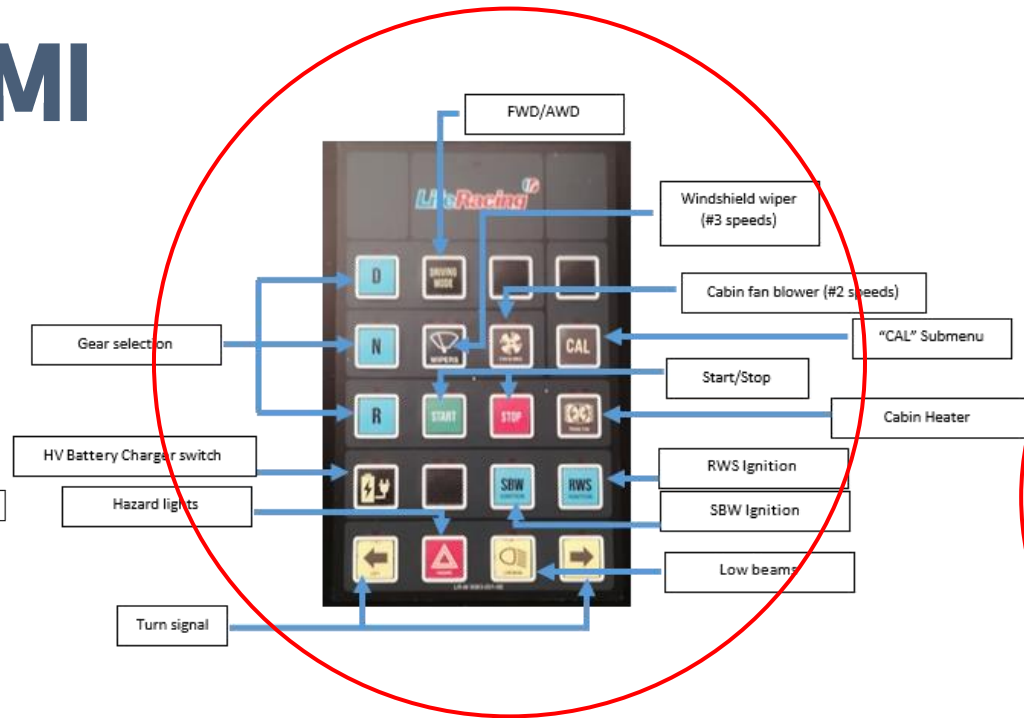 MI
FWD/AWD
LifeRacing
Windshield wiper
(#3 speeds)
D
DRIVING
MODE
Cabin fan blower (#2 speeds)
Gear selection
N
WIPERS
CAL
"CAL" Submenu
Start/Stop
R
START
STOP
Cabin Heater
HV Battery Charger switch
RWS Ignition
SBW
IGNITION
RWS
IGNITION
Hazard lights
SBW Ignition
Low beams
Turn signal